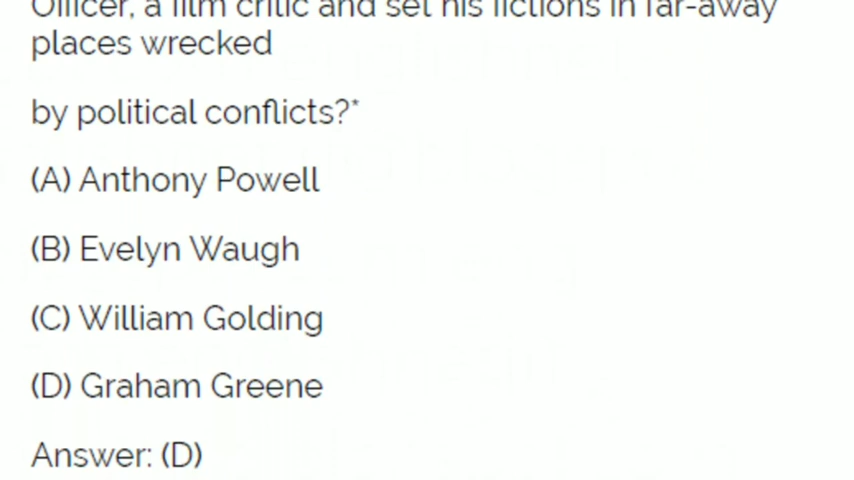 Officer, a film critic and set his fictions in far-away
places wrecked
by political conflicts?*
(A) Anthony Powell
(B) Evelyn Waugh
(C) William Golding
(D) Graham Greene
Answer: (D)